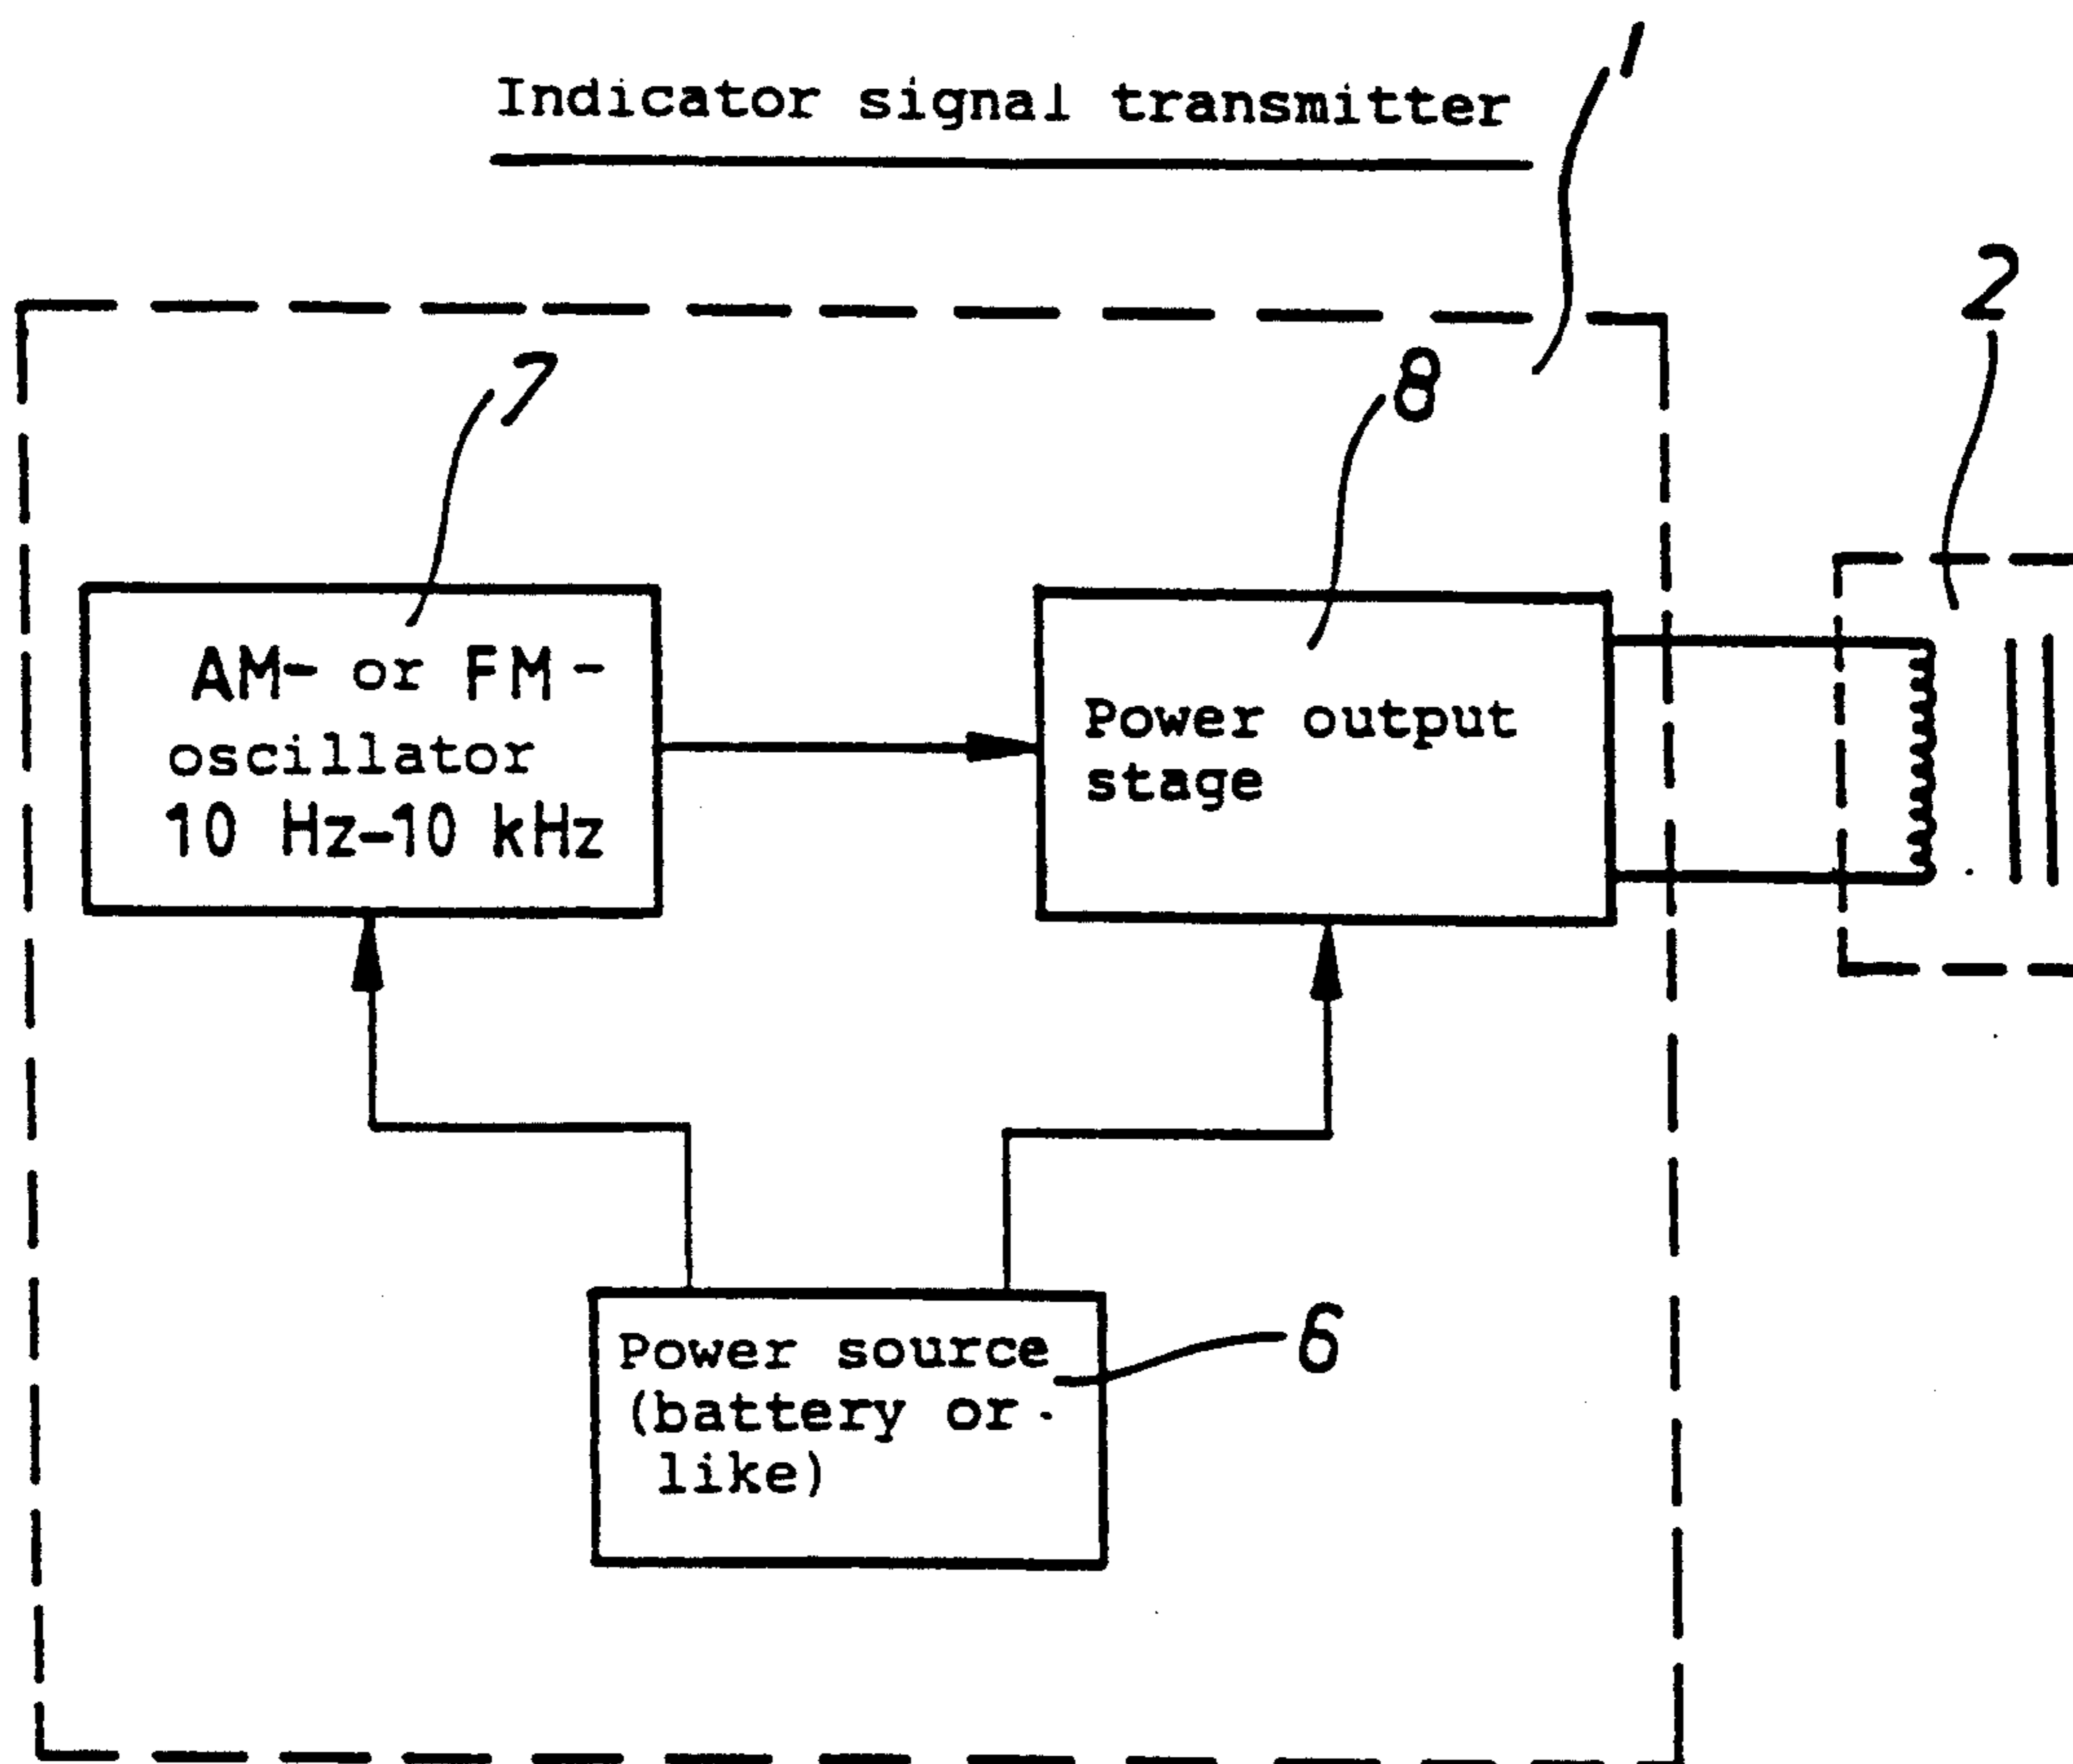 Indicator signal transmitter
1
2
7
8
AM- or FM-
oscillator
10 Hz-10 kHz
Power output
stage
Power source
(battery or
like)
6